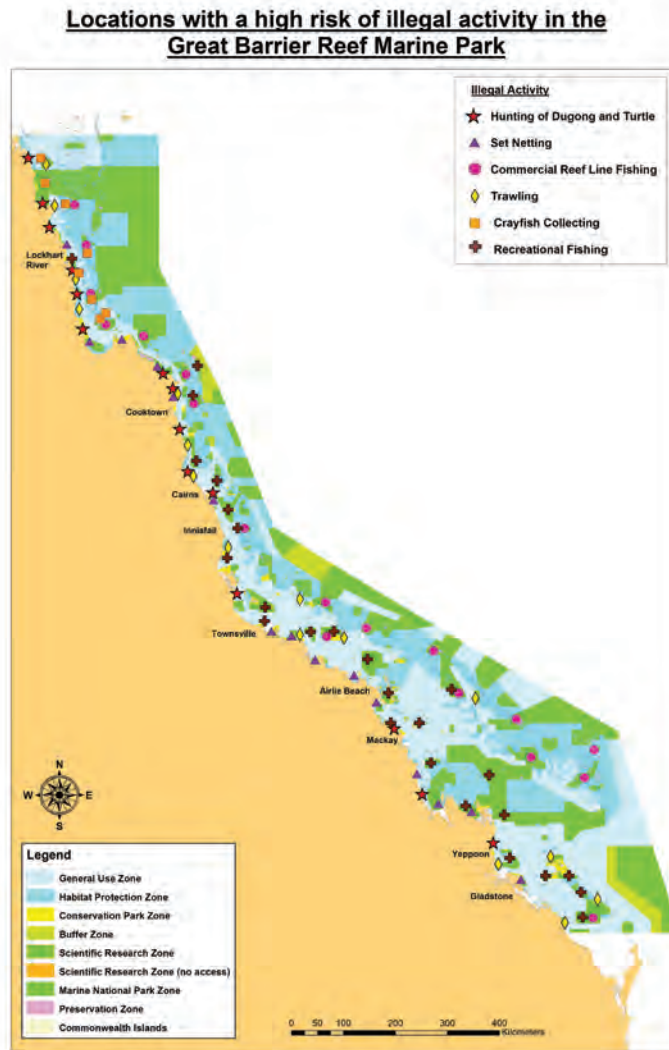 Locations with a high risk of illegal activity in the
Great Barrier Reef Marine Park
Illegal Activity
Hunting of Dugong and Turtle
Set Netting
Commercial Reef Line Fishing
Trawling
Crayfish Collecting
Recreational Fishing
Lockhart
River
Cooktown
Cairns
Innisfail
Townsville
Airlie Beach
Mackay
Yeppoon
Gladstone
N
W
E
S
Legend
General Use Zone
Habitat Protection Zone
Conservation Park Zone
Buffer Zone
Scientific Research Zone
Scientific Research Zone (no access)
Marine National Park Zone
Preservation Zone
Commonwealth Islands
0 50 100 200 300 400
Kilometers